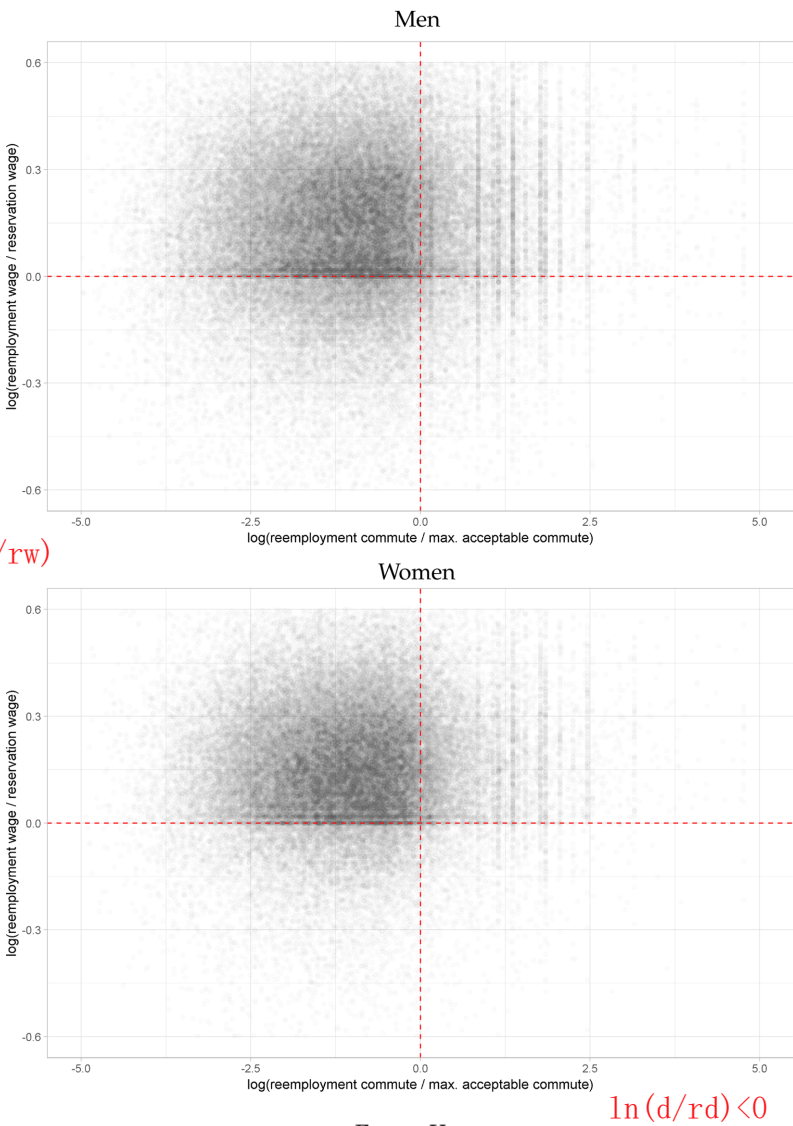 Men
log(reemployment wage / reservation wage)
0.6
0.3
0.0
-0.3
-0.6
-5.0
-2.5
0.0
2.5
5.0
log(reemployment commute / max. acceptable commute)
/rw)
Women
log(reemployment wage / reservation wage)
0.6
0.3
0.0
-0.3
-0.6
-5.0
-2.5
0.0
2.5
5.0
log(reemployment commute / max. acceptable commute)
ln(d/rd)<0